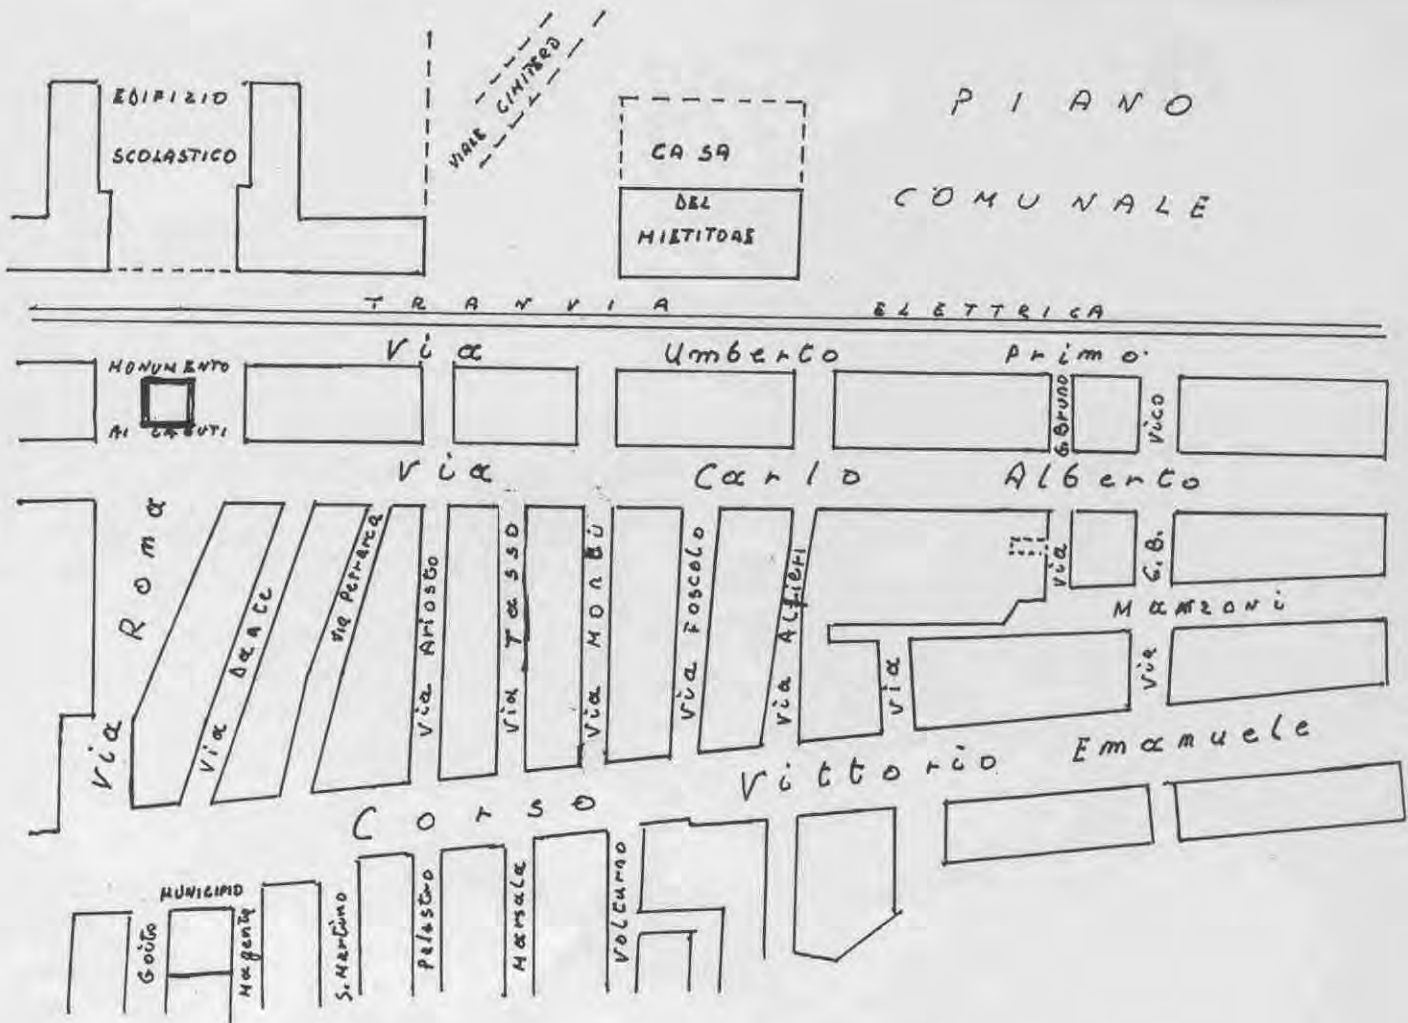 EDIFIZIO
SCOLASTICO
VIALE CIMITERO
CASA
DEL
MIETITORE
PIANO
COMUNALE
TRANVIA ELETTRICA
Via Umberto Primo
MONUMENTO
AI CADUTI
G. BRUNO
Vico
Via Carlo Alberto
Via Roma
Via Dante
Via Petrarca
Via Ariosto
Via Tasso
Via Monti
Via Foscolo
Via Alfieri
Via
Via
G.B.
Manzoni
Via
Corso Vittorio Emanuele
MUNICIPIO
Goito
Magenta
S. Martino
Palestro
Marsala
Volturno